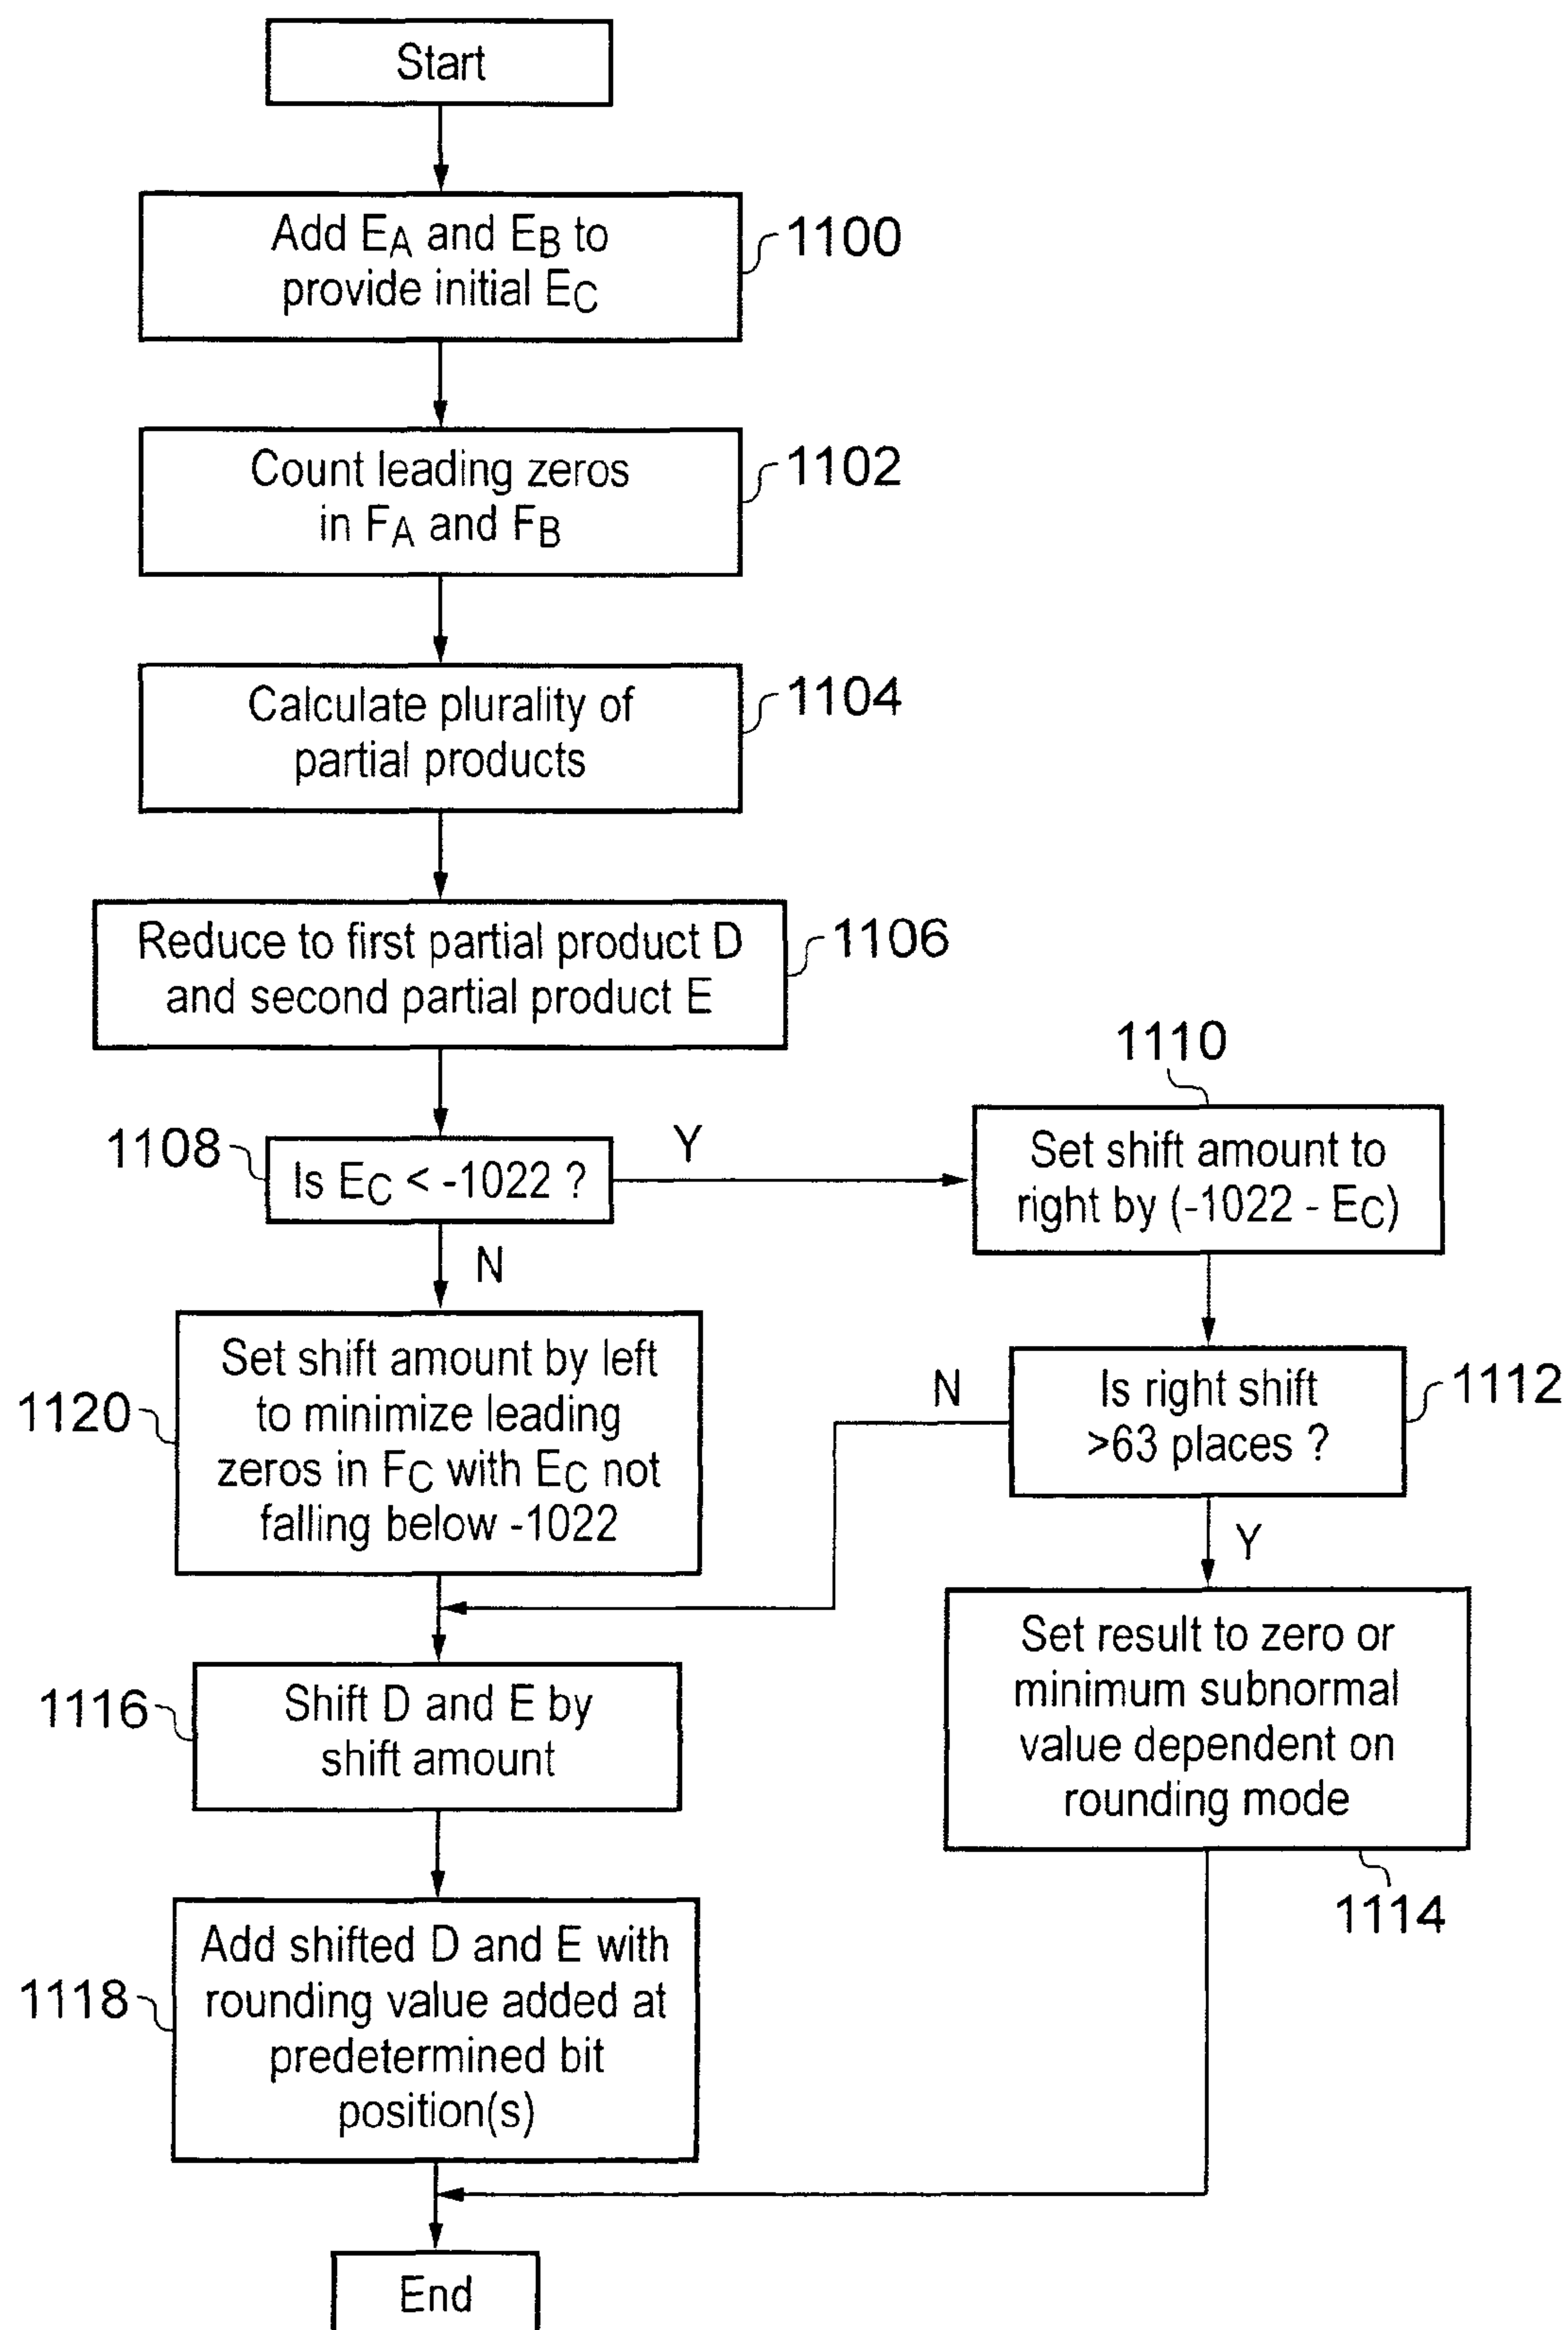 Start
Add EA and EB to
provide initial EC
1100
Count leading zeros
in FA and FB
1102
Calculate plurality of
partial products
1104
Reduce to first partial product D
and second partial product E
1106
1108
Is EC < -1022 ?
Y
N
1110
Set shift amount to
right by (-1022 - EC)
1112
Is right shift
>63 places ?
N
Y
1120
Set shift amount by left
to minimize leading
zeros in FC with EC not
falling below -1022
Set result to zero or
minimum subnormal
value dependent on
rounding mode
1114
1116
Shift D and E by
shift amount
1118
Add shifted D and E with
rounding value added at
predetermined bit
position(s)
End